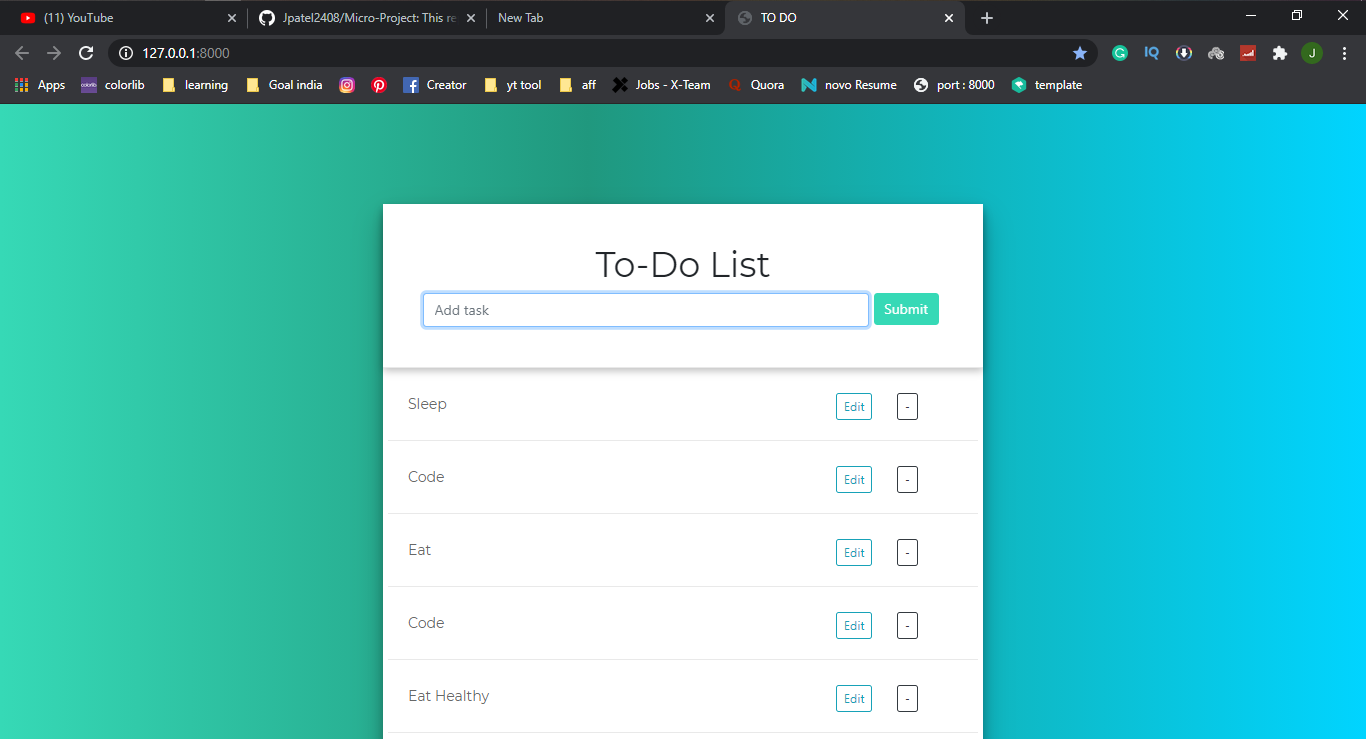 (11) YouTube
Jpatel2408/Micro-Project: This re
New Tab
TO DO
127.0.0.1:8000
IQ
J
Apps
colorlib
colorlib
learning
Goal india
Creator
yt tool
aff
Jobs - X-Team
Quora
novo Resume
port : 8000
template
To-Do List
Add task Submit
Sleep Edit -
Code Edit -
Eat Edit -
Code Edit -
Eat Healthy Edit -